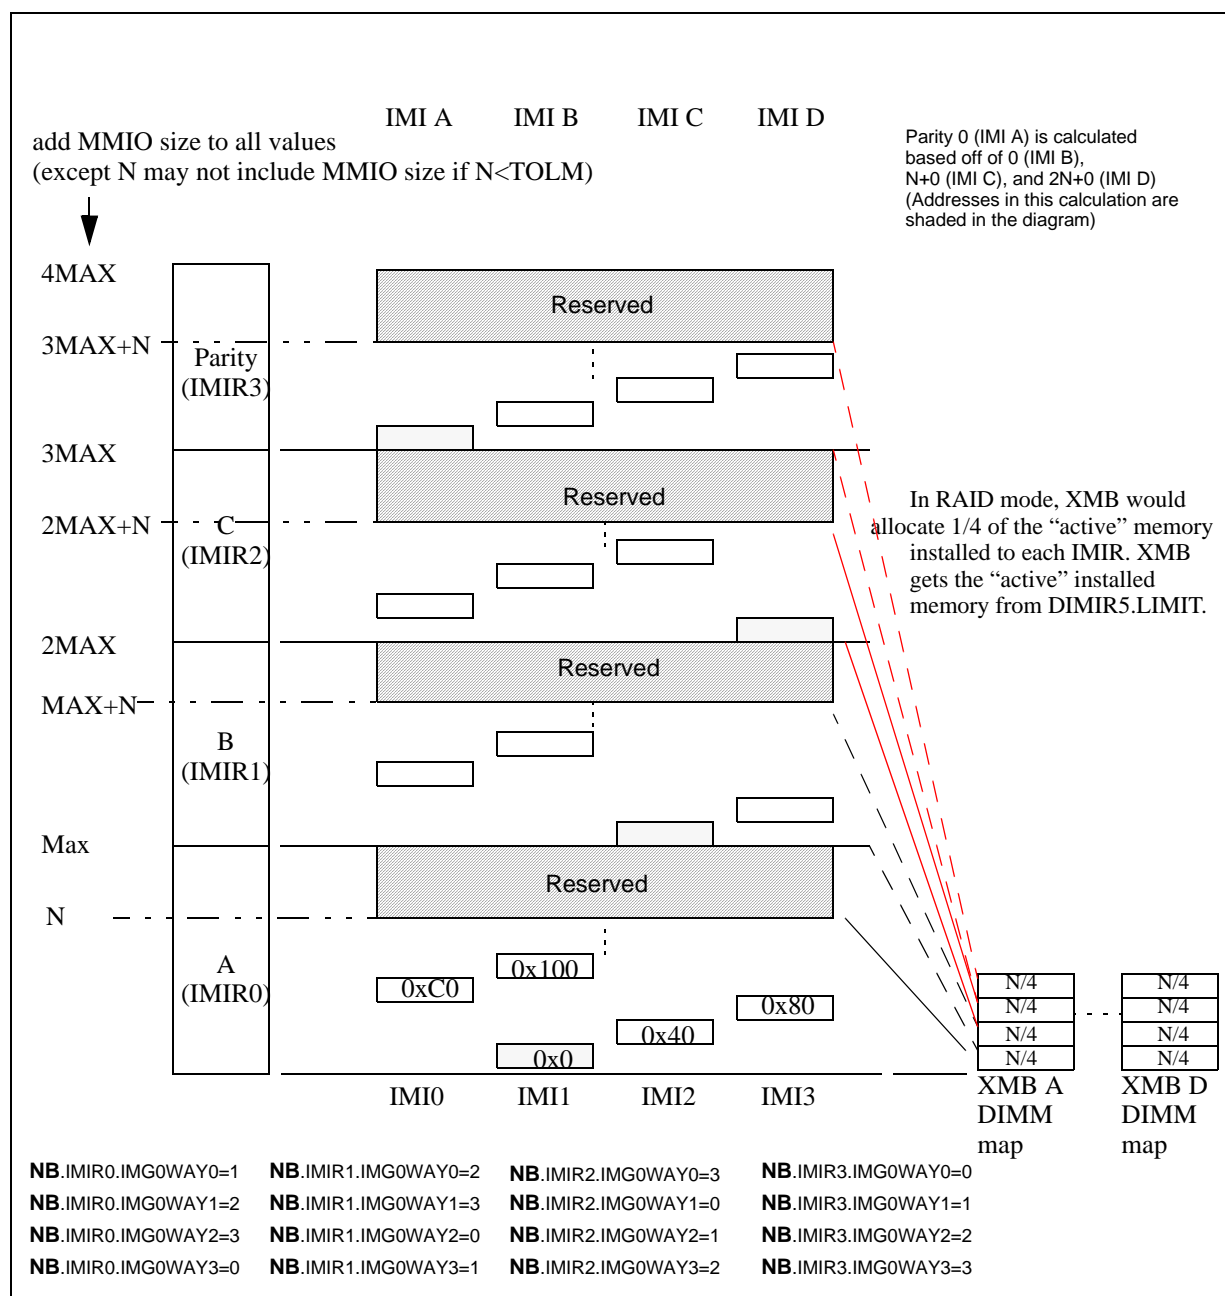 IMI A IMI B IMI C IMI D
add MMIO size to all values
(except N may not include MMIO size if N<TOLM)
Parity 0 (IMI A) is calculated
based off of 0 (IMI B),
N+0 (IMI C), and 2N+0 (IMI D)
(Addresses in this calculation are
shaded in the diagram)
4MAX
Reserved
3MAX+N
Parity
(IMIR3)
3MAX
Reserved
2MAX+N
C
(IMIR2)
In RAID mode, XMB would
allocate 1/4 of the “active” memory
installed to each IMIR. XMB
gets the “active” installed
memory from DIMIR5.LIMIT.
2MAX
Reserved
MAX+N
B
(IMIR1)
Max
Reserved
N
A
(IMIR0)
0xC0
0x100
0x0
0x40
0x80
N/4 N/4
N/4 N/4
N/4 N/4
N/4 N/4
IMI0 IMI1 IMI2 IMI3
XMB A
DIMM
map
XMB D
DIMM
map
NB.IMIR0.IMG0WAY0=1 NB.IMIR1.IMG0WAY0=2 NB.IMIR2.IMG0WAY0=3 NB.IMIR3.IMG0WAY0=0
NB.IMIR0.IMG0WAY1=2 NB.IMIR1.IMG0WAY1=3 NB.IMIR2.IMG0WAY1=0 NB.IMIR3.IMG0WAY1=1
NB.IMIR0.IMG0WAY2=3 NB.IMIR1.IMG0WAY2=0 NB.IMIR2.IMG0WAY2=1 NB.IMIR3.IMG0WAY2=2
NB.IMIR0.IMG0WAY3=0 NB.IMIR1.IMG0WAY3=1 NB.IMIR2.IMG0WAY3=2 NB.IMIR3.IMG0WAY3=3